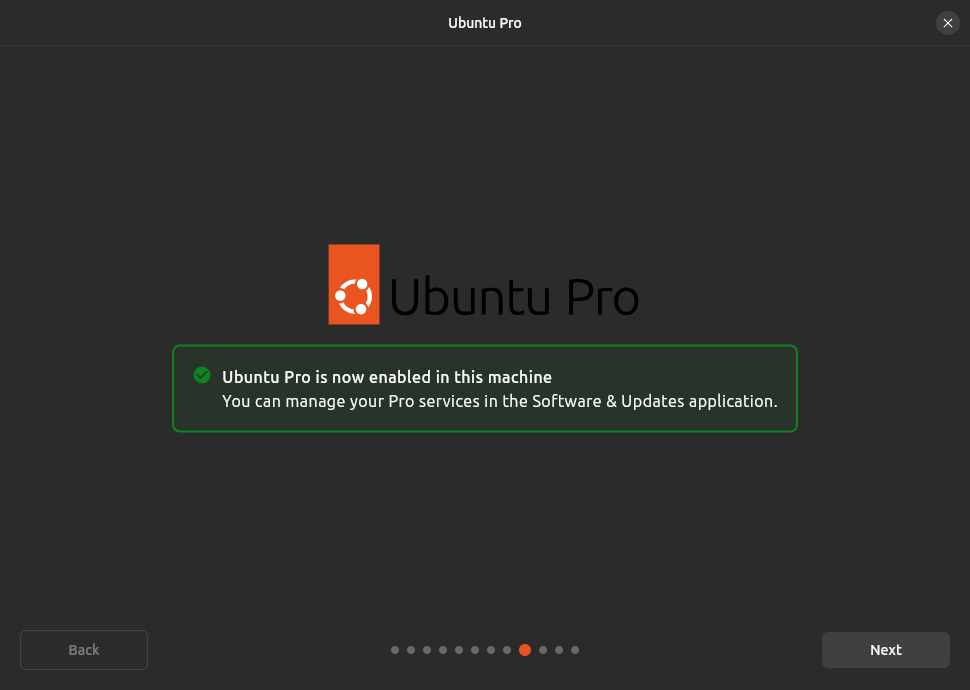 Ubuntu Pro
Ubuntu Pro
Ubuntu Pro is now enabled in this machine
You can manage your Pro services in the Software & Updates application.
Back
Next